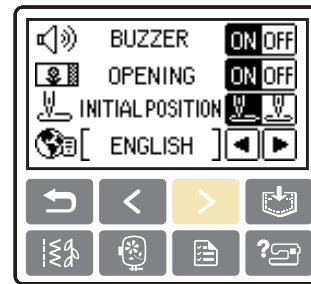 BUZZER ON OFF
OPENING ON OFF
INITIAL POSITION
[ ENGLISH ]
?